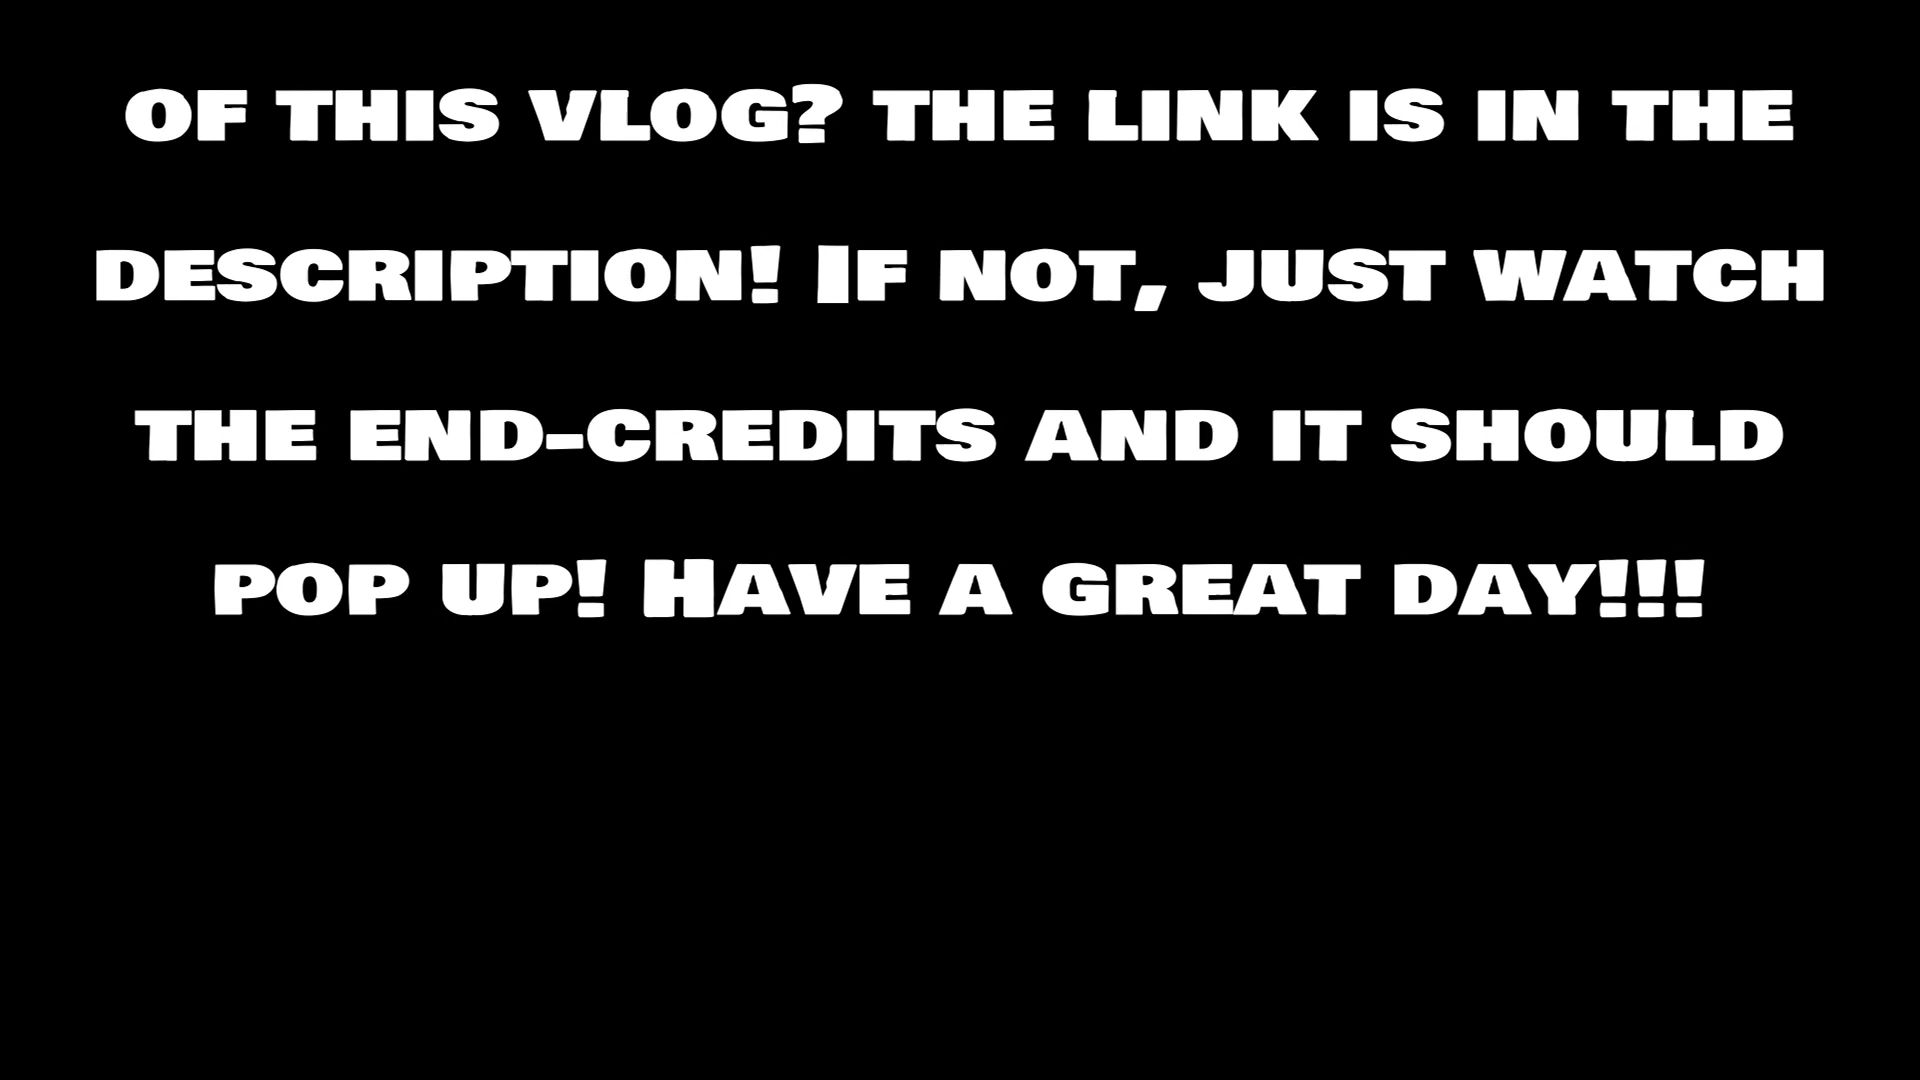 of this vlog? the link is in the
description! If not, just watch
the end-credits and it should
pop up! Have a great day!!!